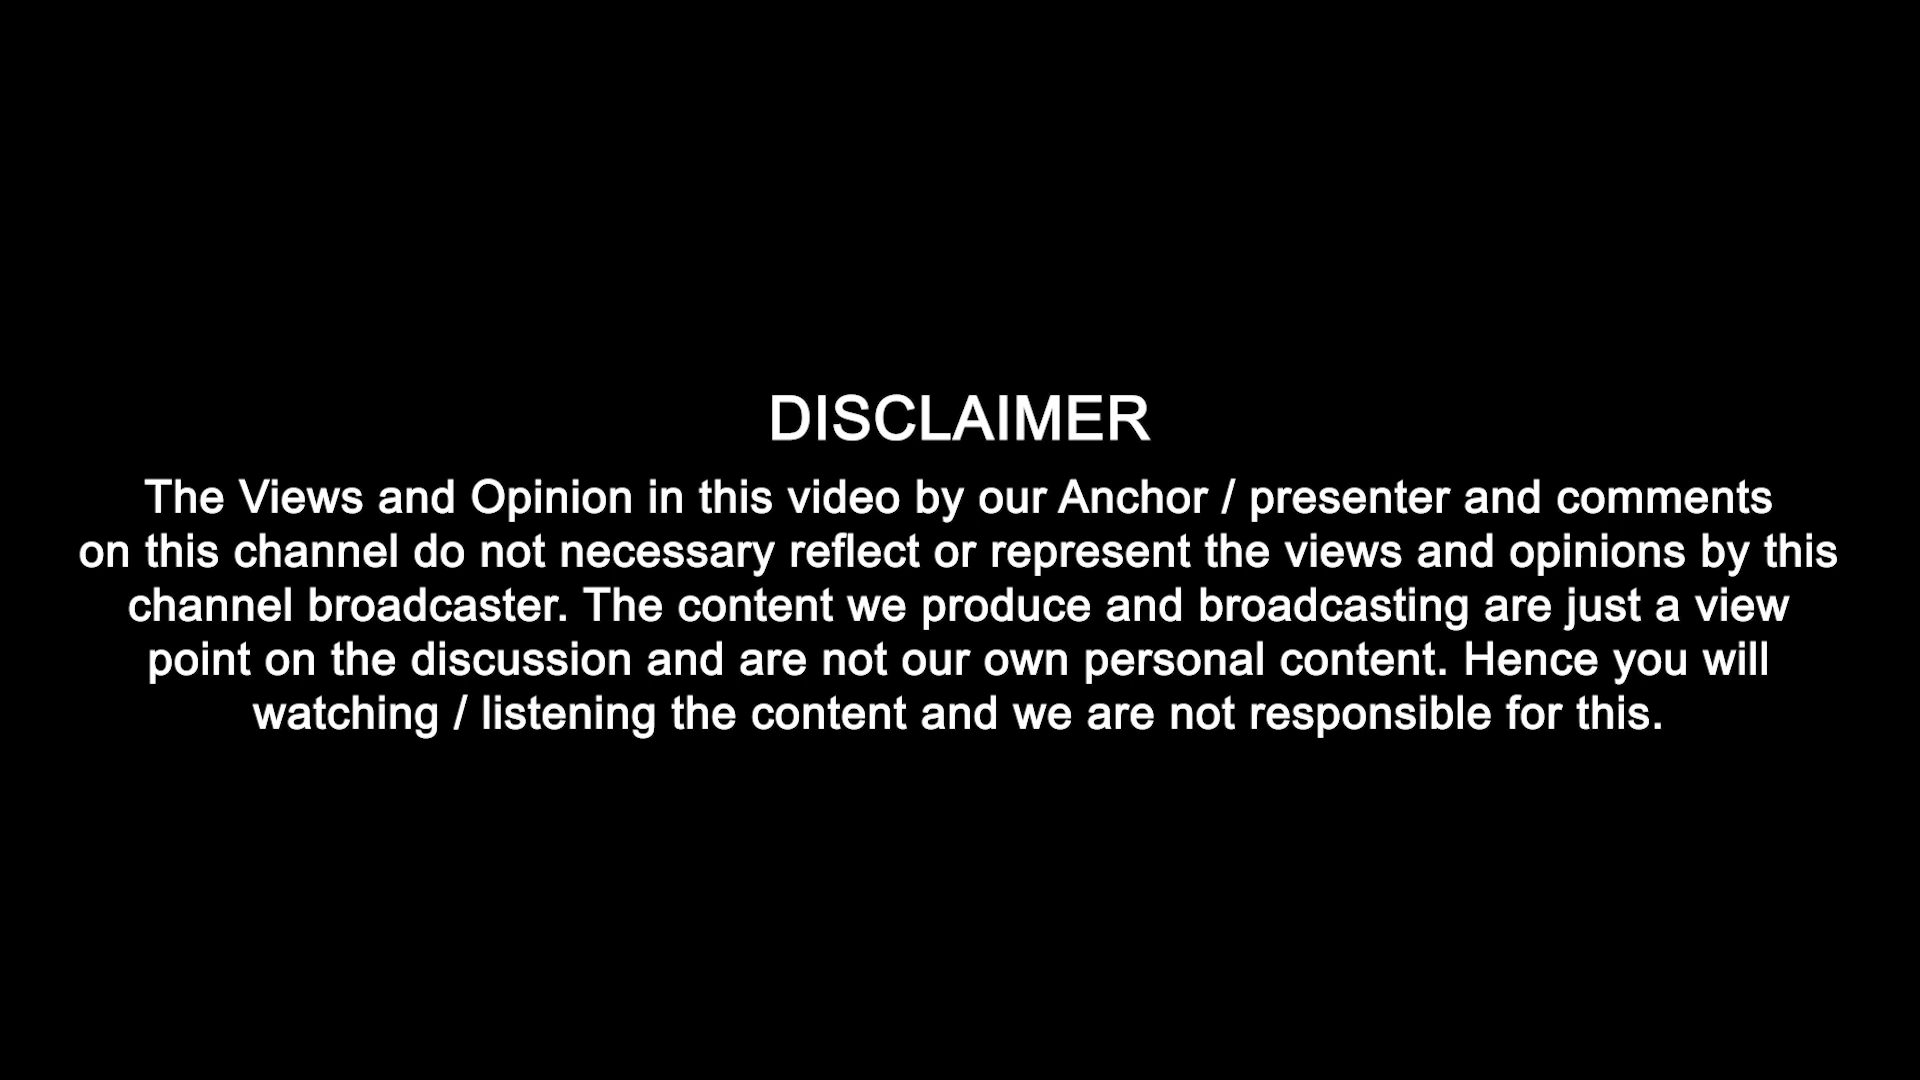 DISCLAIMER
The Views and Opinion in this video by our Anchor / presenter and comments
on this channel do not necessary reflect or represent the views and opinions by this
channel broadcaster. The content we produce and broadcasting are just a view
point on the discussion and are not our own personal content. Hence you will
watching / listening the content and we are not responsible for this.